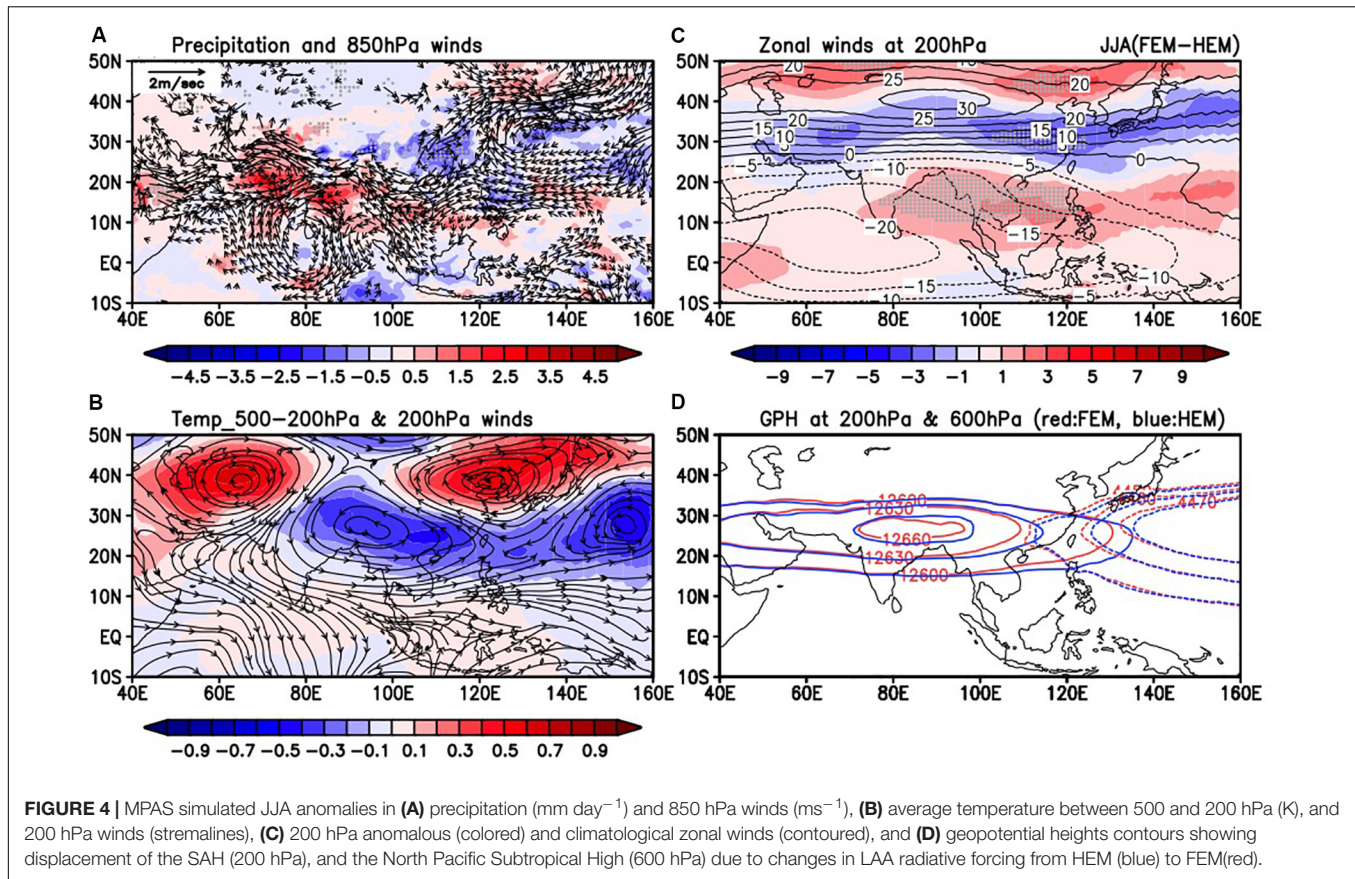 A
Precipitation and 850hPa winds
2m/sec
50N
40N
30N
20N
10N
EQ
10S
40E 60E 80E 100E 120E 140E 160E
−4.5 −3.5 −2.5 −1.5 −0.5 0.5 1.5 2.5 3.5 4.5
C
Zonal winds at 200hPa JJA(FEM−HEM)
50N
40N
30N
20N
10N
EQ
10S
20 25 20
30
20 25 20
15 15
10 10
0 0
−5 −10 −5
−20 −15
−10
−15 −5
40E 60E 80E 100E 120E 140E 160E
−9 −7 −5 −3 −1 1 3 5 7 9
B
Temp_500−200hPa & 200hPa winds
50N
40N
30N
20N
10N
EQ
10S
40E 60E 80E 100E 120E 140E 160E
−0.9 −0.7 −0.5 −0.3 −0.1 0.1 0.3 0.5 0.7 0.9
D
GPH at 200hPa & 600hPa (red:FEM, blue:HEM)
50N
40N
30N
20N
10N
EQ
10S
12600
12630
4470
12660
12630
12600
40E 60E 80E 100E 120E 140E 160E
FIGURE 4 | MPAS simulated JJA anomalies in (A) precipitation (mm day−1) and 850 hPa winds (ms−1), (B) average temperature between 500 and 200 hPa (K), and
200 hPa winds (stremalines), (C) 200 hPa anomalous (colored) and climatological zonal winds (contoured), and (D) geopotential heights contours showing
displacement of the SAH (200 hPa), and the North Pacific Subtropical High (600 hPa) due to changes in LAA radiative forcing from HEM (blue) to FEM(red).